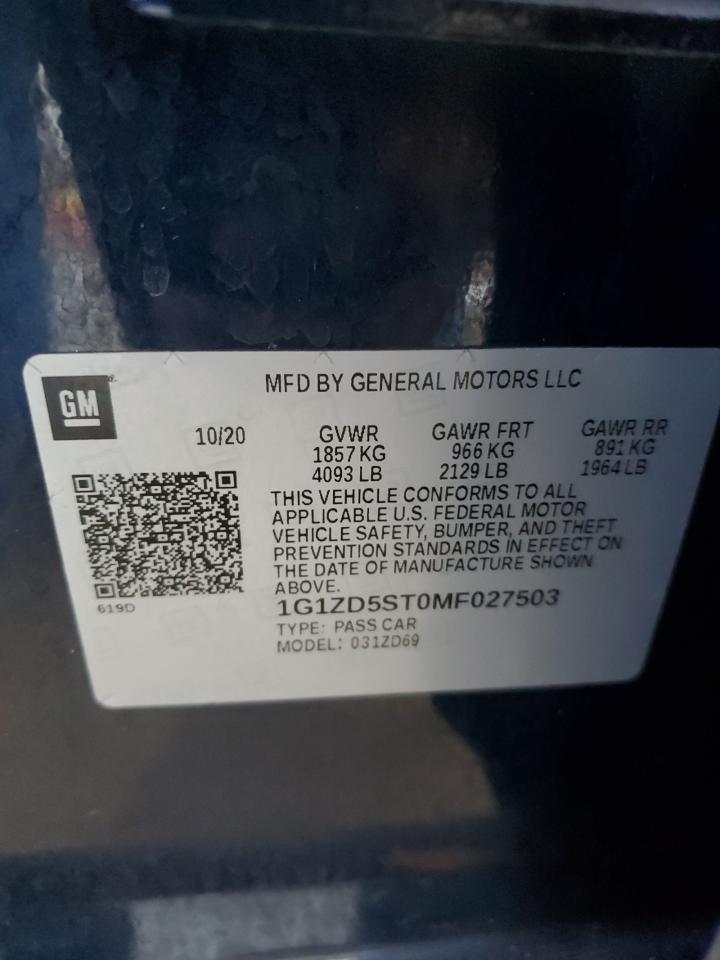 GM
MFD BY GENERAL MOTORS LLC
10/20 GVWR GAWR FRT GAWR RR
1857 KG 966 KG 891 KG
4093 LB 2129 LB 1964 LB
THIS VEHICLE CONFORMS TO ALL
APPLICABLE U.S. FEDERAL MOTOR
VEHICLE SAFETY, BUMPER, AND THEFT
PREVENTION STANDARDS IN EFFECT ON
THE DATE OF MANUFACTURE SHOWN
ABOVE.
619D
1G1ZD5ST0MF027503
TYPE: PASS CAR
MODEL: 031ZD69